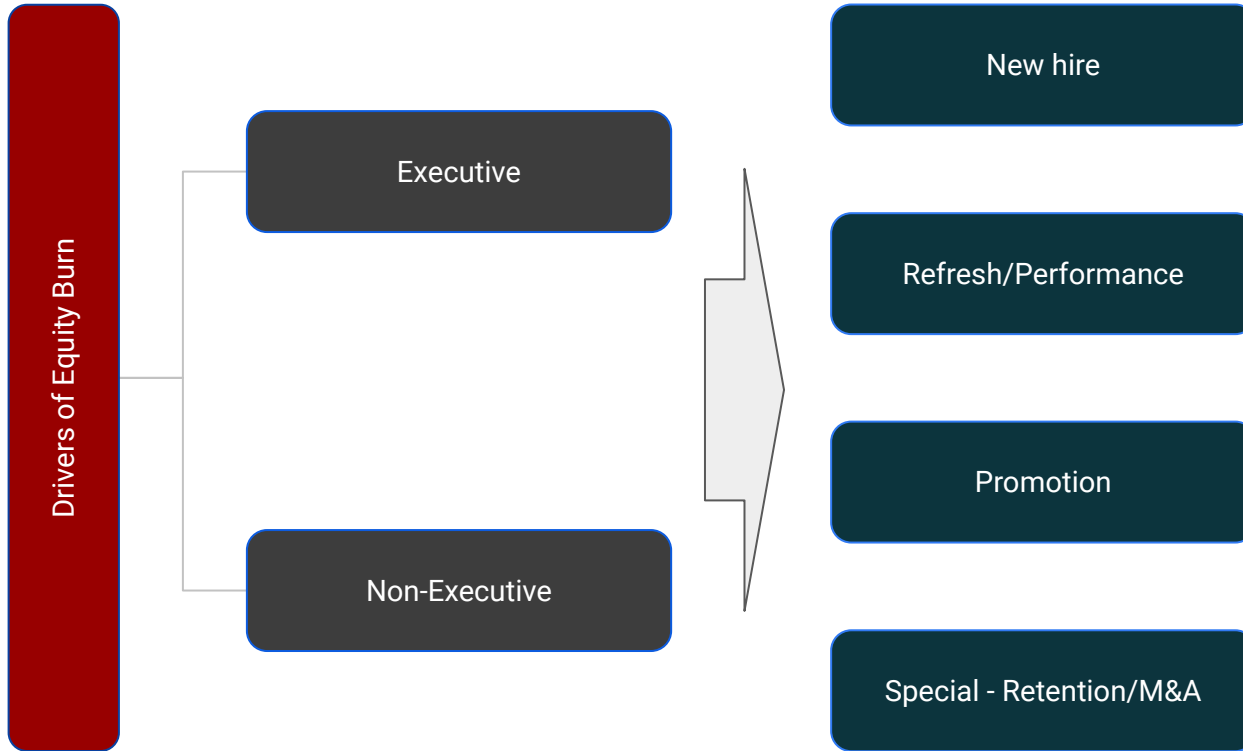 Drivers of Equity Burn
Executive
Non-Executive
New hire
Refresh/Performance
Promotion
Special - Retention/M&A